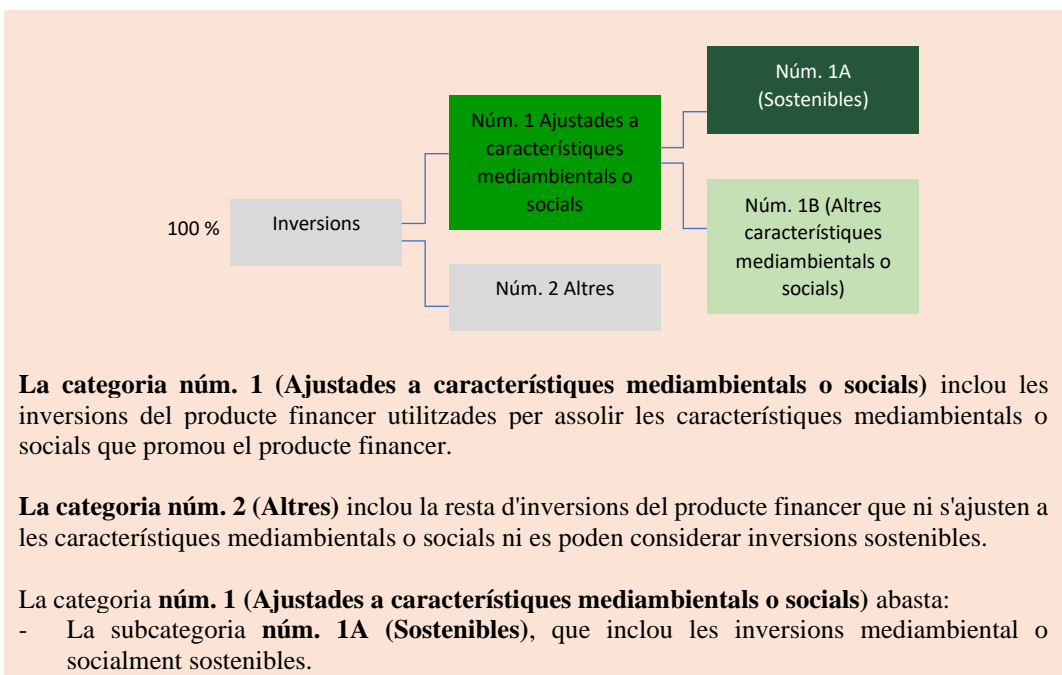 Núm. 1A
(Sostenibles)
Núm. 1 Ajustades a
característiques
mediambientals o
socials
Núm. 1B (Altres
característiques
mediambientals o
socials)
100 %
Inversions
Núm. 2 Altres
La categoria núm. 1 (Ajustades a característiques mediambientals o socials) inclou les
inversions del producte financer utilitzades per assolir les característiques mediambientals o
socials que promou el producte financer.
La categoria núm. 2 (Altres) inclou la resta d'inversions del producte financer que ni s'ajusten a
les característiques mediambientals o socials ni es poden considerar inversions sostenibles.
La categoria núm. 1 (Ajustades a característiques mediambientals o socials) abasta:
- La subcategoria núm. 1A (Sostenibles), que inclou les inversions mediambiental o
socialment sostenibles.